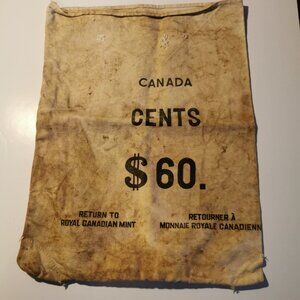 CANADA
CENTS
$60.
RETURN TO
ROYAL CANADIAN MINT
RETOURNER À
MONNAIE ROYALE CANADIENN